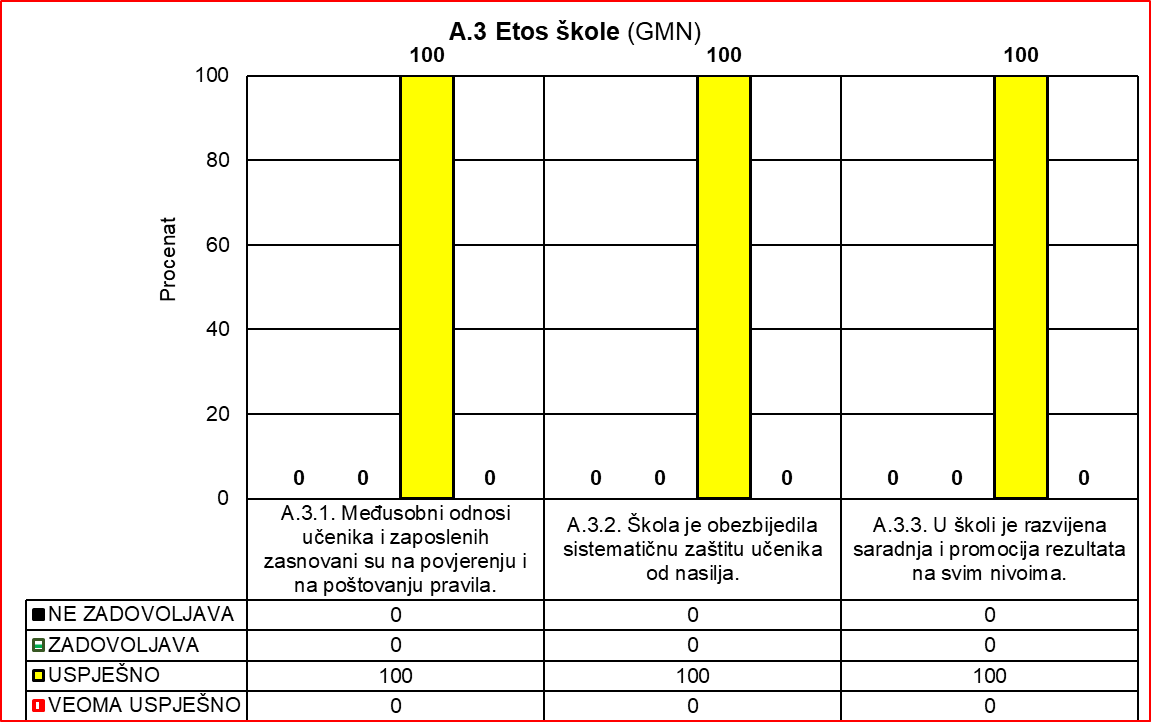 A.3 Etos škole (GMN)
100 100 100
100
80
60
40
20
0
Procenat
0 0 0 0 0 0 0 0 0
A.3.1. Međusobni odnosi
učenika i zaposlenih
zasnovani su na povjerenju i
na poštovanju pravila.
A.3.2. Škola je obezbijedila
sistematičnu zaštitu učenika
od nasilja.
A.3.3. U školi je razvijena
saradnja i promocija rezultata
na svim nivoima.
NE ZADOVOLJAVA 0 0 0
ZADOVOLJAVA 0 0 0
USPJEŠNO 100 100 100
VEOMA USPJEŠNO 0 0 0